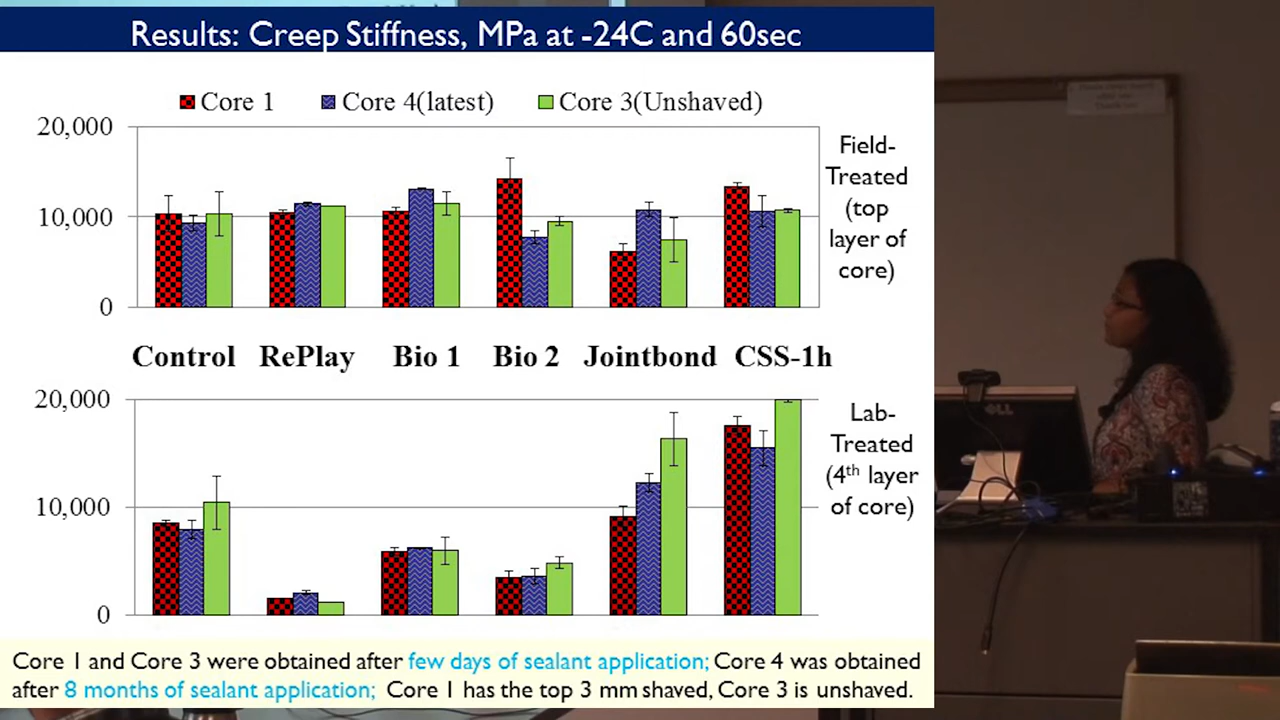 Results: Creep Stiffness, MPa at -24C and 60sec
Core 1 Core 4(latest) Core 3(Unshaved)
20,000
10,000
0
Field-
Treated
(top
layer of
core)
Control RePlay Bio 1 Bio 2 Jointbond CSS-1h
20,000
10,000
0
Lab-
Treated
(4th layer
of core)
Core 1 and Core 3 were obtained after few days of sealant application; Core 4 was obtained
after 8 months of sealant application; Core 1 has the top 3 mm shaved, Core 3 is unshaved.
DELL